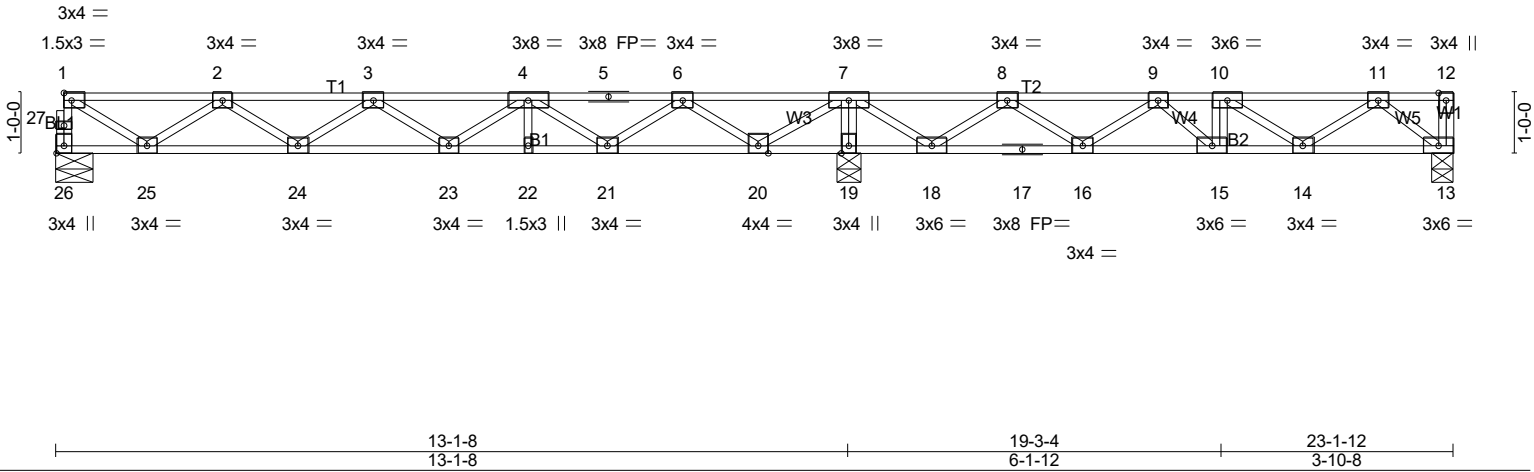 3x4 =
1.5x3 = 3x4 = 3x4 = 3x8 = 3x8 FP= 3x4 = 3x8 = 3x4 = 3x4 = 3x6 = 3x4 = 3x4 ||
1 2 3 4 5 6 7 8 9 10 11 12
T1 T2
1-0-0 27 BL1 W3 W4 W5 W1 1-0-0
B1 B2
26 25 24 23 22 21 20 19 18 17 16 15 14 13
3x4 || 3x4 = 3x4 = 3x4 = 1.5x3 || 3x4 = 4x4 = 3x4 || 3x6 = 3x8 FP= 3x6 = 3x4 = 3x6 =
3x4 =
13-1-8 19-3-4 23-1-12
13-1-8 6-1-12 3-10-8